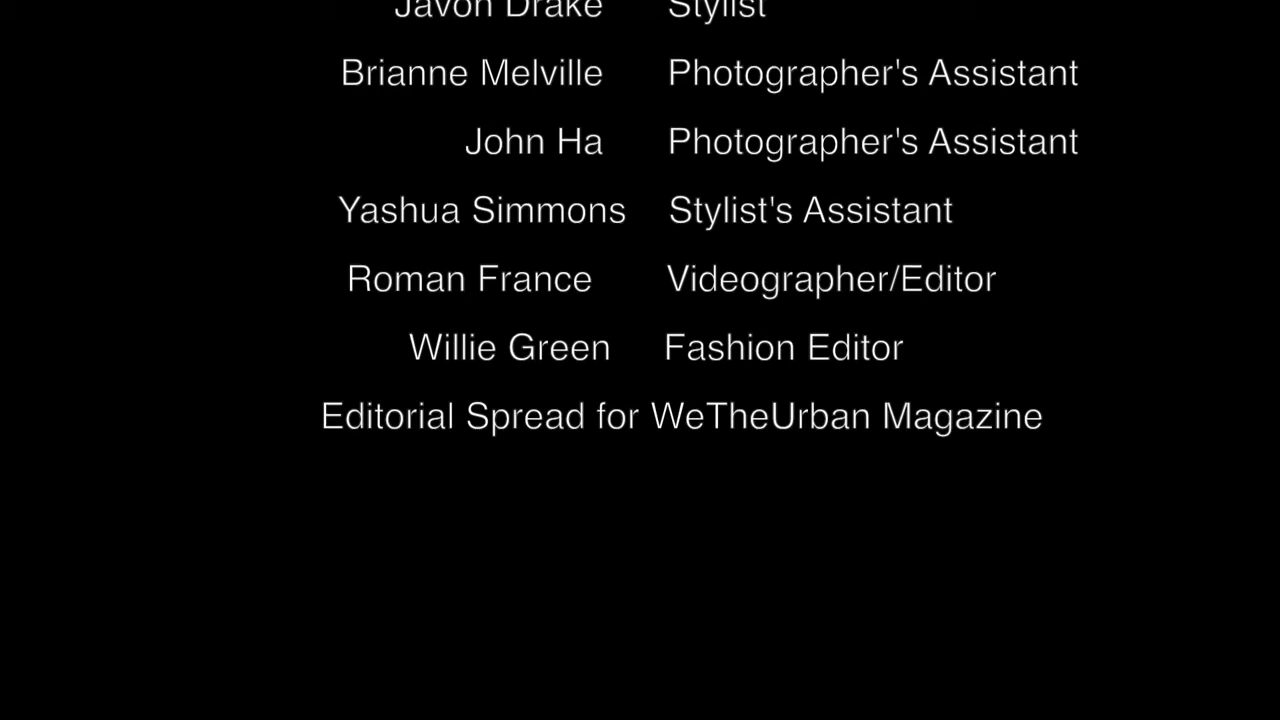 Javon Drake Stylist
Brianne Melville Photographer's Assistant
John Ha Photographer's Assistant
Yashua Simmons Stylist's Assistant
Roman France Videographer/Editor
Willie Green Fashion Editor
Editorial Spread for WeTheUrban Magazine